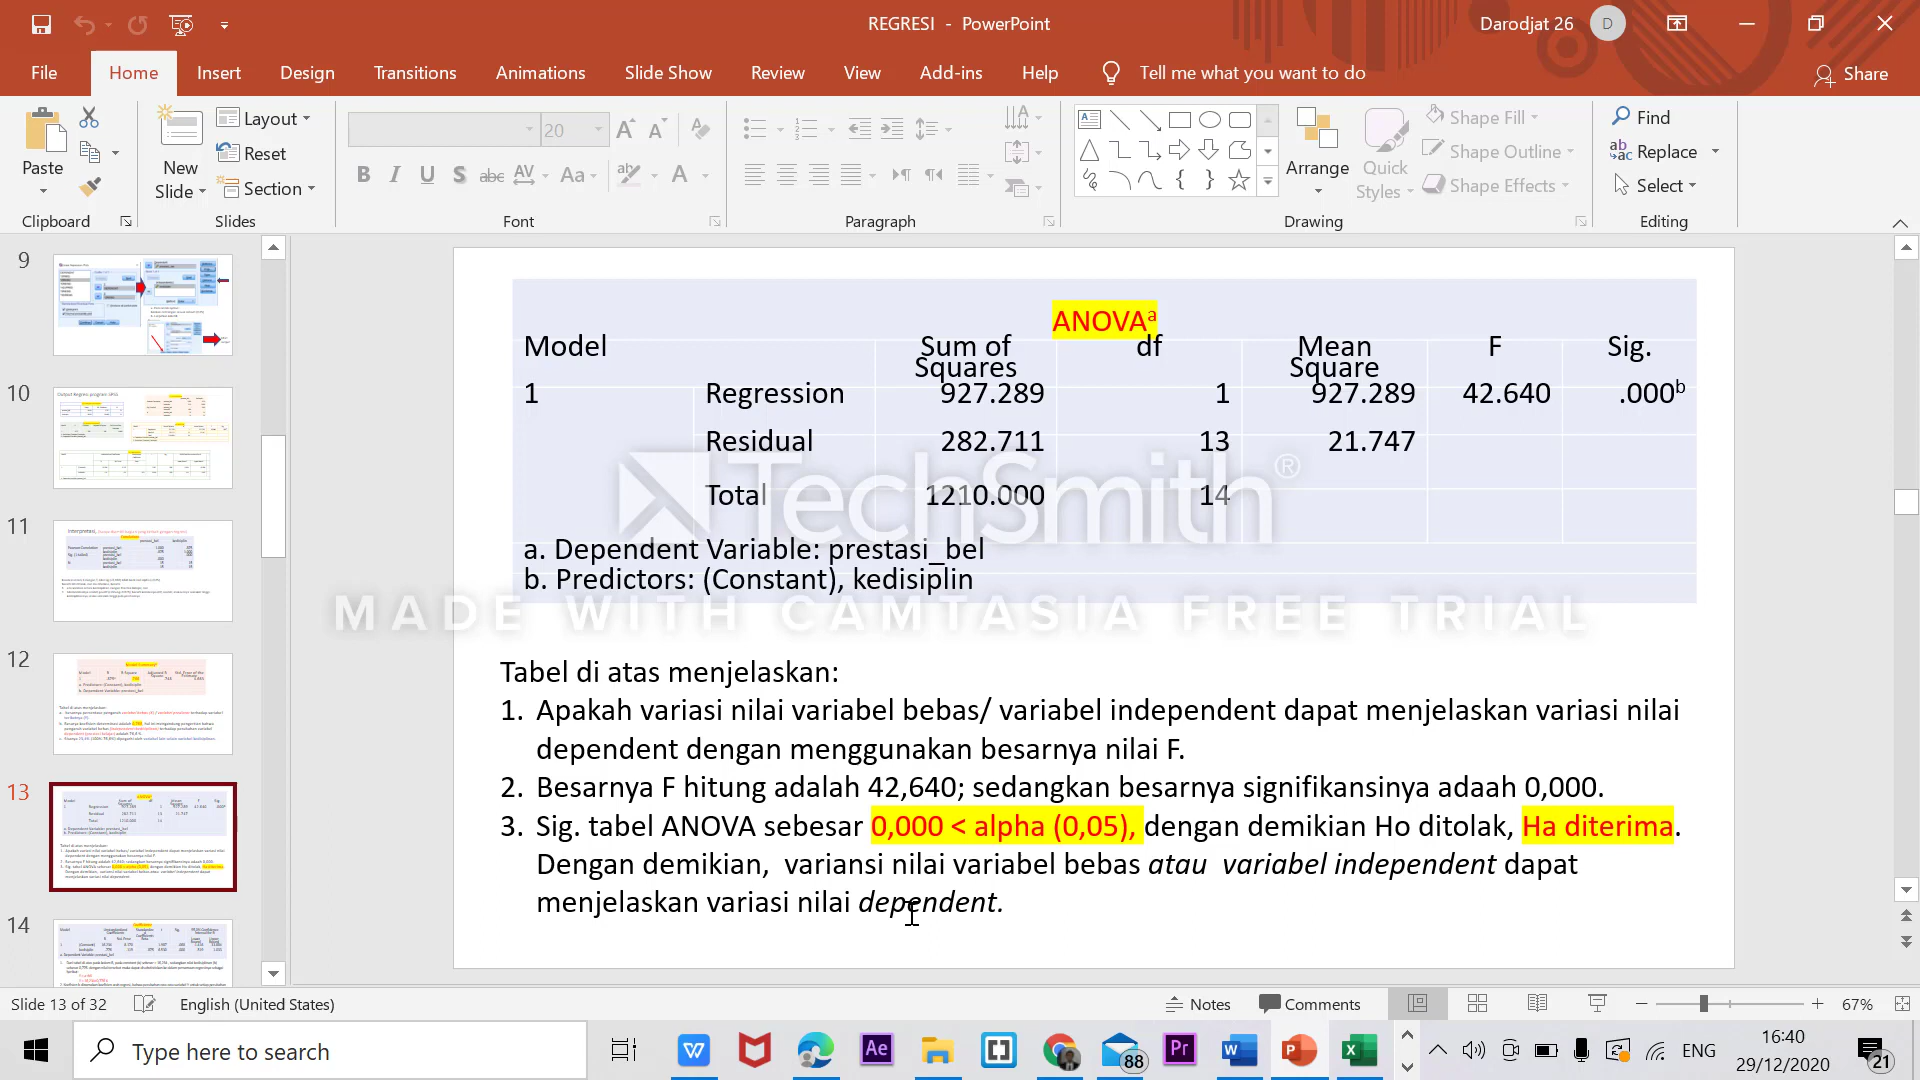 REGRESI - PowerPoint
Darodjat 26
D
File Home Insert Design Transitions Animations Slide Show Review View Add-ins Help Tell me what you want to do Share
Paste
Clipboard
New Slide
Layout
Reset
Section
Slides
20
Font
Paragraph
Arrange
Quick Styles
Shape Fill
Shape Outline
Shape Effects
Drawing
Find
Replace
Select
Editing
9
10
11
12
13
14
ANOVAa
Model Sum of Squares df Mean Square F Sig.
1 Regression 927.289 1 927.289 42.640 .000b
Residual 282.711 13 21.747
Total 1210.000 14
a. Dependent Variable: prestasi_bel
b. Predictors: (Constant), kedisiplin
TechSmith®
MADE WITH CAMTASIA FREE TRIAL
Tabel di atas menjelaskan:
1. Apakah variasi nilai variabel bebas/ variabel independent dapat menjelaskan variasi nilai
dependent dengan menggunakan besarnya nilai F.
2. Besarnya F hitung adalah 42,640; sedangkan besarnya signifikansinya adaah 0,000.
3. Sig. tabel ANOVA sebesar 0,000 < alpha (0,05), dengan demikian Ho ditolak, Ha diterima.
Dengan demikian, variansi nilai variabel bebas atau variabel independent dapat
menjelaskan variasi nilai dependent.
Slide 13 of 32 English (United States) Notes Comments 67%
Type here to search
88
ENG
16:40
29/12/2020
21